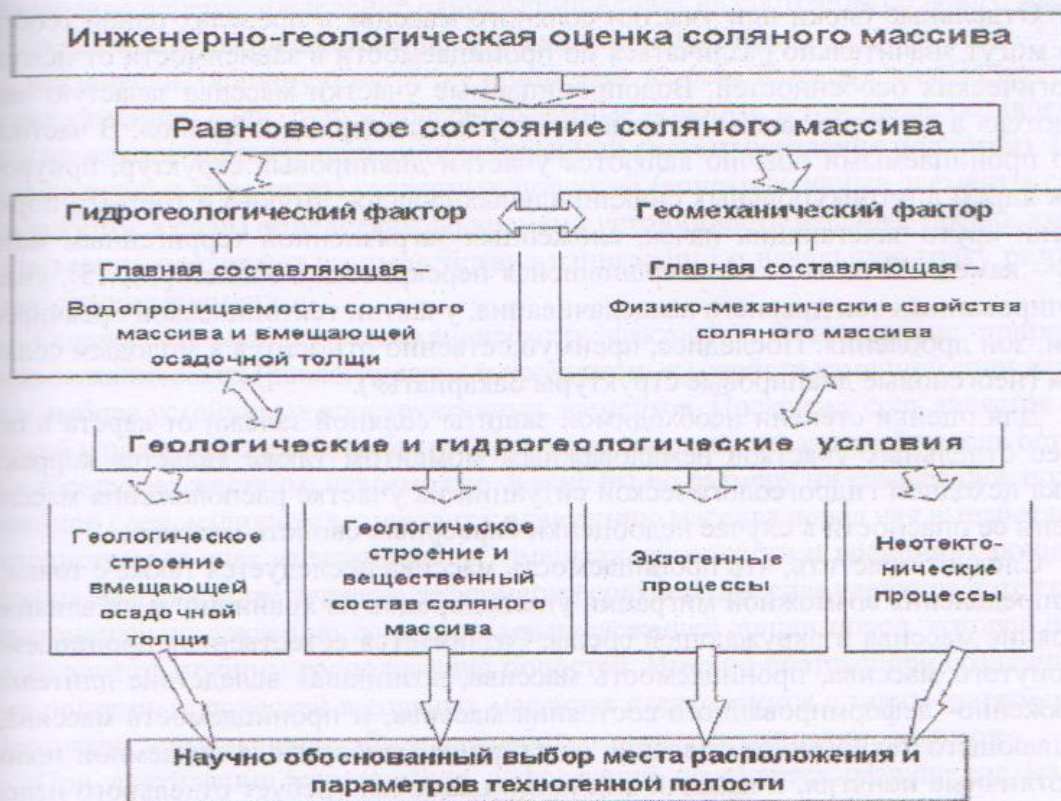 Инженерно-геологическая оценка соляного массива
Равновесное состояние соляного массива
Гидрогеологический фактор
Геомеханический фактор
Главная составляющая
Водопроницаемость соляного
массива и вмещающей
осадочной толщи
Главная составляющая
Физико-механические свойства
соляного массива
Геологические и гидрогеологические условия
Геологическое
строение
вмещающей
осадочной
толщи
Геологическое
строение и
вещественный
состав соляного
массива
Экзогенные
процессы
Неотекто-
нические
процессы
Научно обоснованный выбор места расположения и
параметров техногенной полости